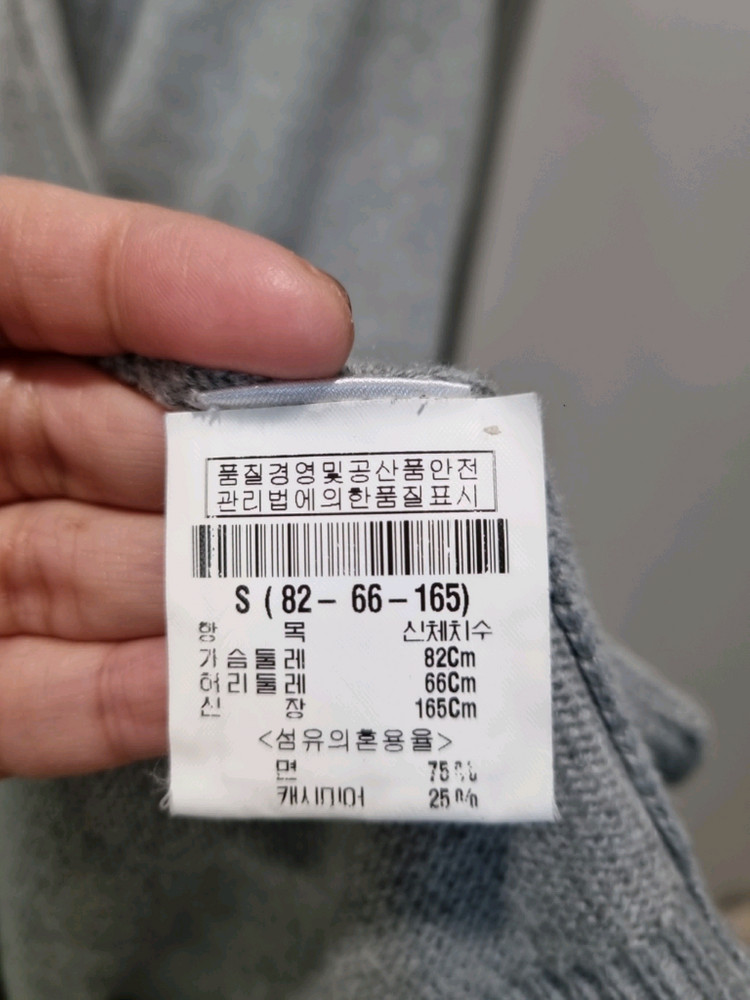 품질경영및공산품안전
관리법에의한품질표시
S ( 82 - 66 - 165)
항 목 신체치수
가슴둘레 82Cm
허리둘레 66Cm
신 장 165Cm
<섬유의혼용율>
면 75%
캐시미어 25%